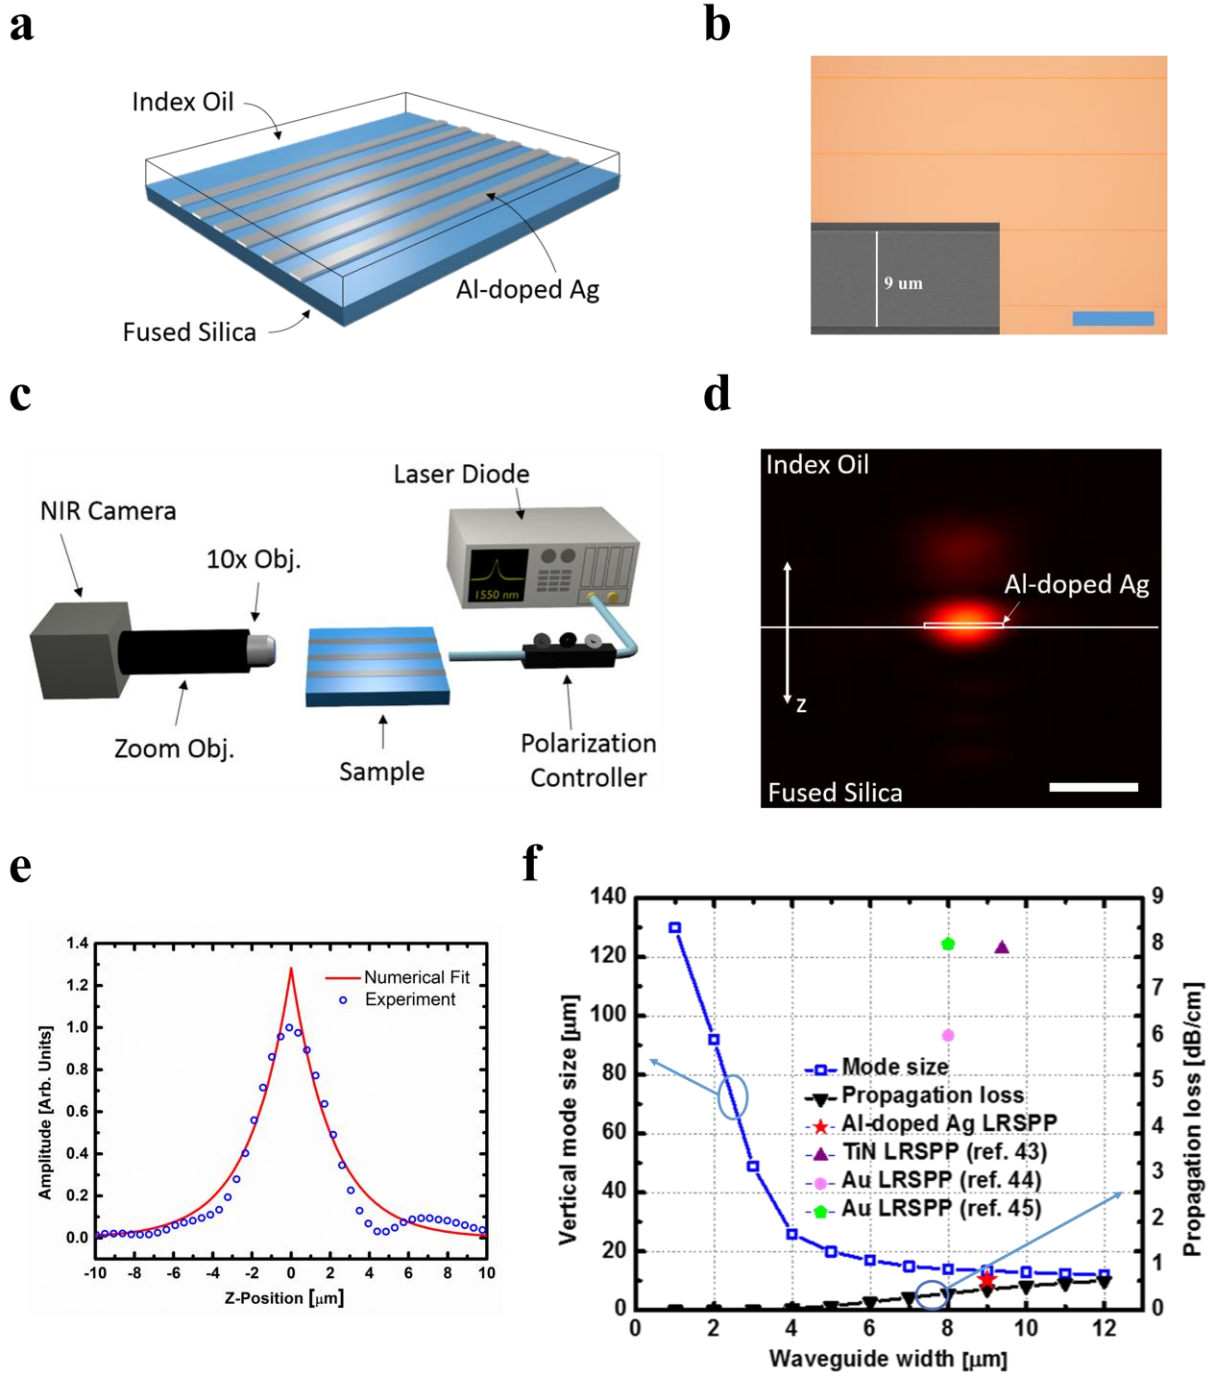 a
b
Index Oil
Al-doped Ag
Fused Silica
9 um
c
d
Laser Diode
NIR Camera
10x Obj.
1550 nm
Zoom Obj.
Sample
Polarization
Controller
Index Oil
Al-doped Ag
z
Fused Silica
e
f
1.4
1.2
1.0
0.8
0.6
0.4
0.2
0.0
Amplitude [Arb. Units]
Numerical Fit
Experiment
-10 -8 -6 -4 -2 0 2 4 6 8 10
Z-Position [μm]
140
120
100
80
60
40
20
0
Vertical mode size [μm]
Mode size
Propagation loss
Al-doped Ag LRSPP
TiN LRSPP (ref. 43)
Au LRSPP (ref. 44)
Au LRSPP (ref. 45)
9
8
7
6
5
4
3
2
1
0
Propagation loss [dB/cm]
0 2 4 6 8 10 12
Waveguide width [μm]